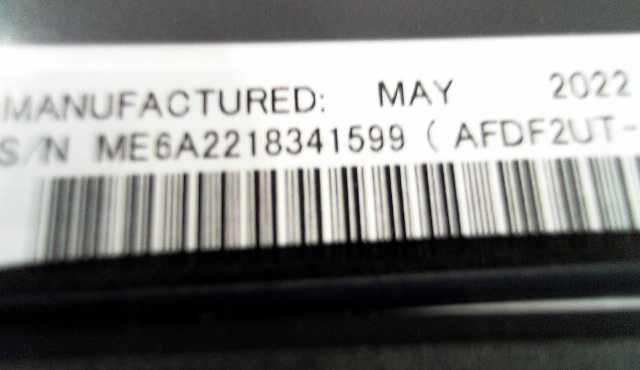 MANUFACTURED: MAY 2022
S/N ME6A2218341599 ( AFDF2UT-